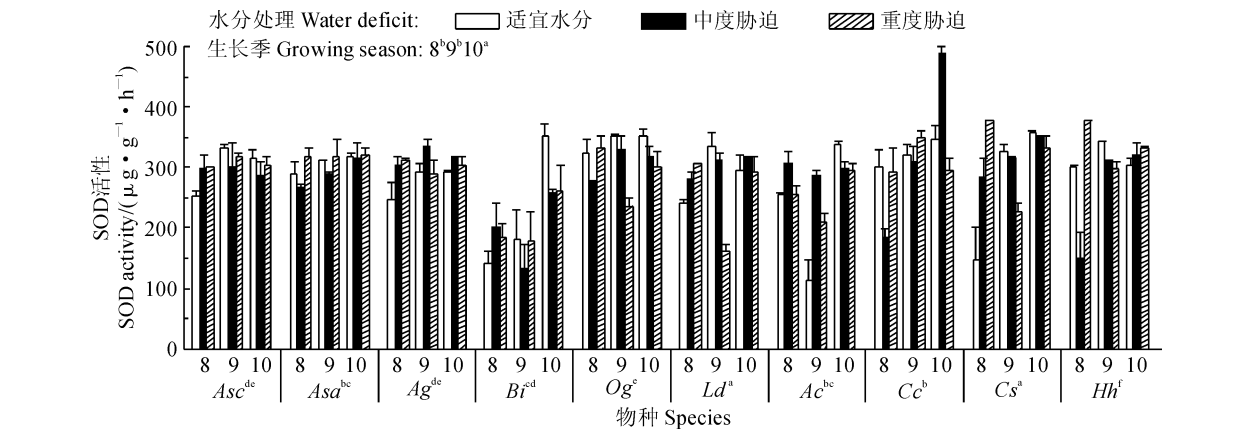 水分处理 Water deficit: 适宜水分 中度胁迫 重度胁迫
生长季 Growing season: 8ᵇ9ᵇ10ᵃ
SOD活性
SOD activity/(μg·g⁻¹·h⁻¹)
500
400
300
200
100
0
8 9 10 8 9 10 8 9 10 8 9 10 8 9 10 8 9 10 8 9 10 8 9 10 8 9 10 8 9 10
Ascᵈᵉ Asaᵇᶜ Agᵈᵉ Biᶜᵈ Ogᵉ Ldᵃ Acᵇᶜ Ccᵇ Csᵃ Hhᶠ
物种 Species